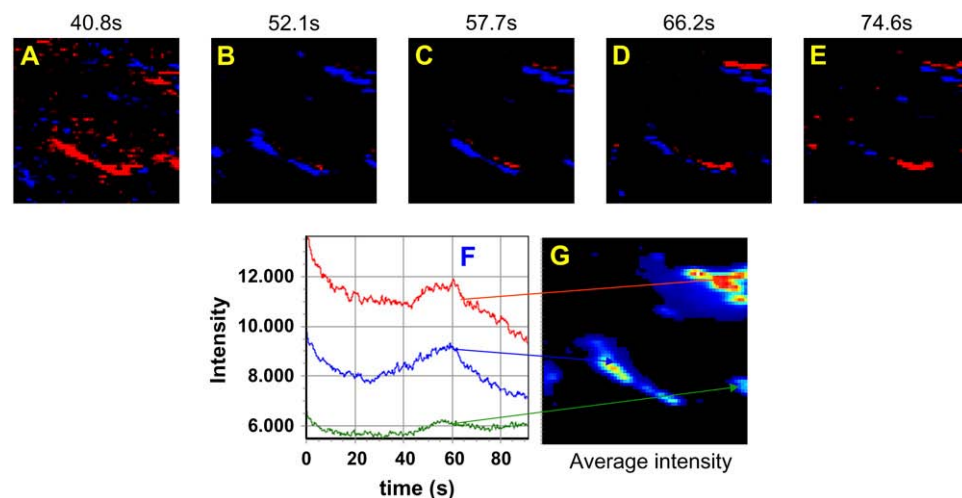 40.8s 52.1s 57.7s 66.2s 74.6s
A B C D E
F G
12.000
10.000
8.000
6.000
Intensity
0 20 40 60 80
time (s)
Average intensity